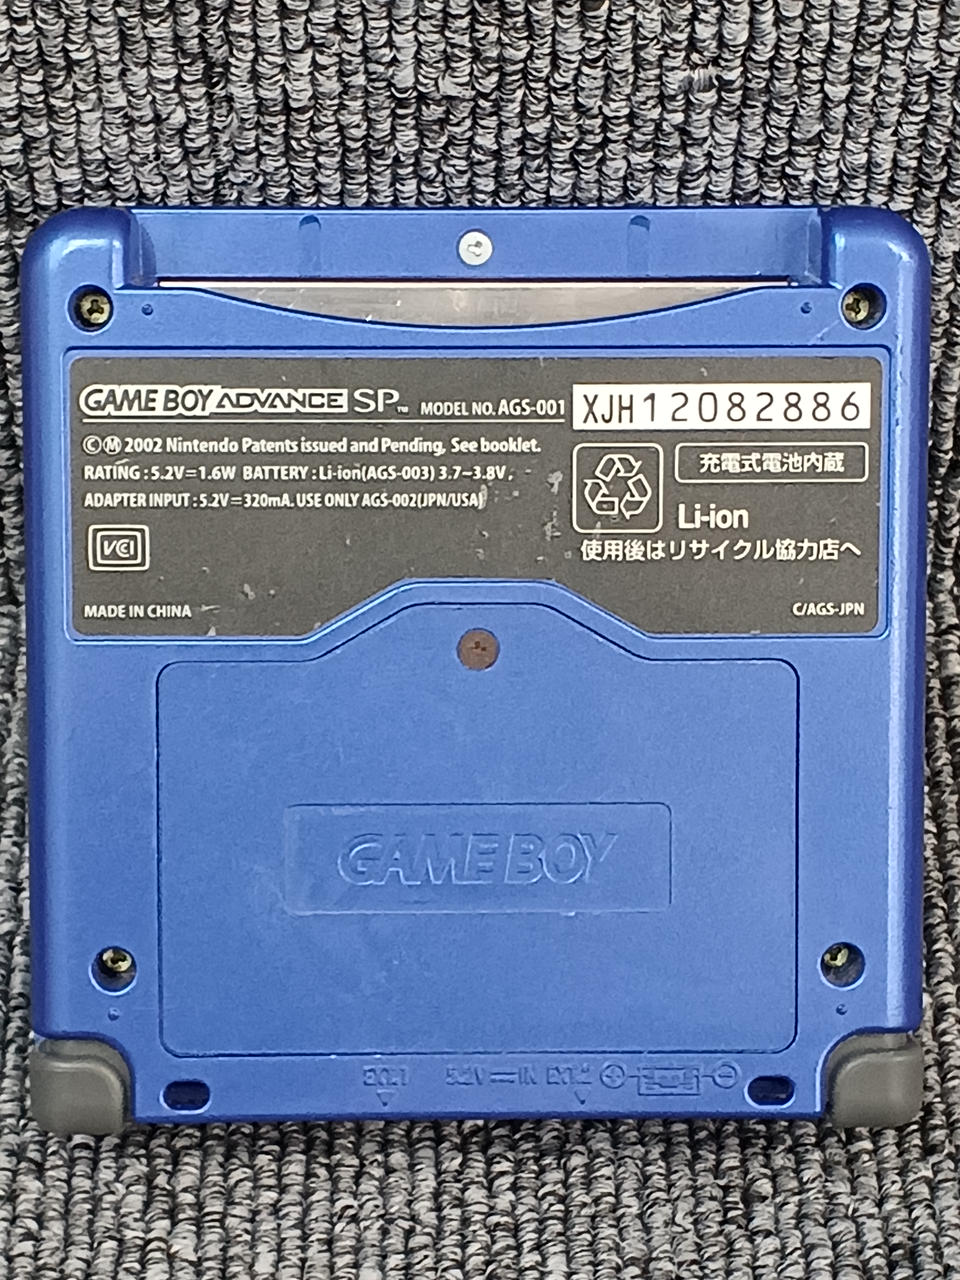 GAME BOY ADVANCE SP™ MODEL NO. AGS-001 XJH12082886
ⒸⓂ 2002 Nintendo Patents issued and Pending, See booklet.
RATING : 5.2V⎓1.6W BATTERY : Li-ion(AGS-003) 3.7~3.8V,
ADAPTER INPUT : 5.2V⎓320mA. USE ONLY AGS-002(JPN/USA)
VCI
MADE IN CHINA
充電式電池内蔵
Li-ion
使用後はリサイクル協力店へ
C/AGS-JPN
GAME BOY
EXT.1 5.2V⎓IN EXT.2